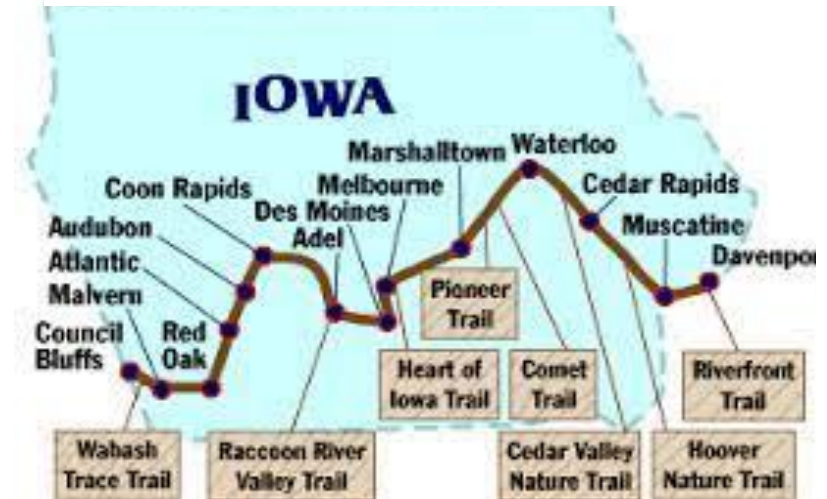 IOWA
Waterloo
Marshalltown
Melbourne
Cedar Rapids
Coon Rapids
Des Moines
Muscatine
Adel
Audubon
Davenpor
Atlantic
Malvern
Pioneer
Trail
Council
Bluffs
Red
Oak
Heart of
Iowa Trail
Comet
Trail
Riverfront
Trail
Wabash
Trace Trail
Raccoon River
Valley Trail
Cedar Valley
Nature Trail
Hoover
Nature Trail